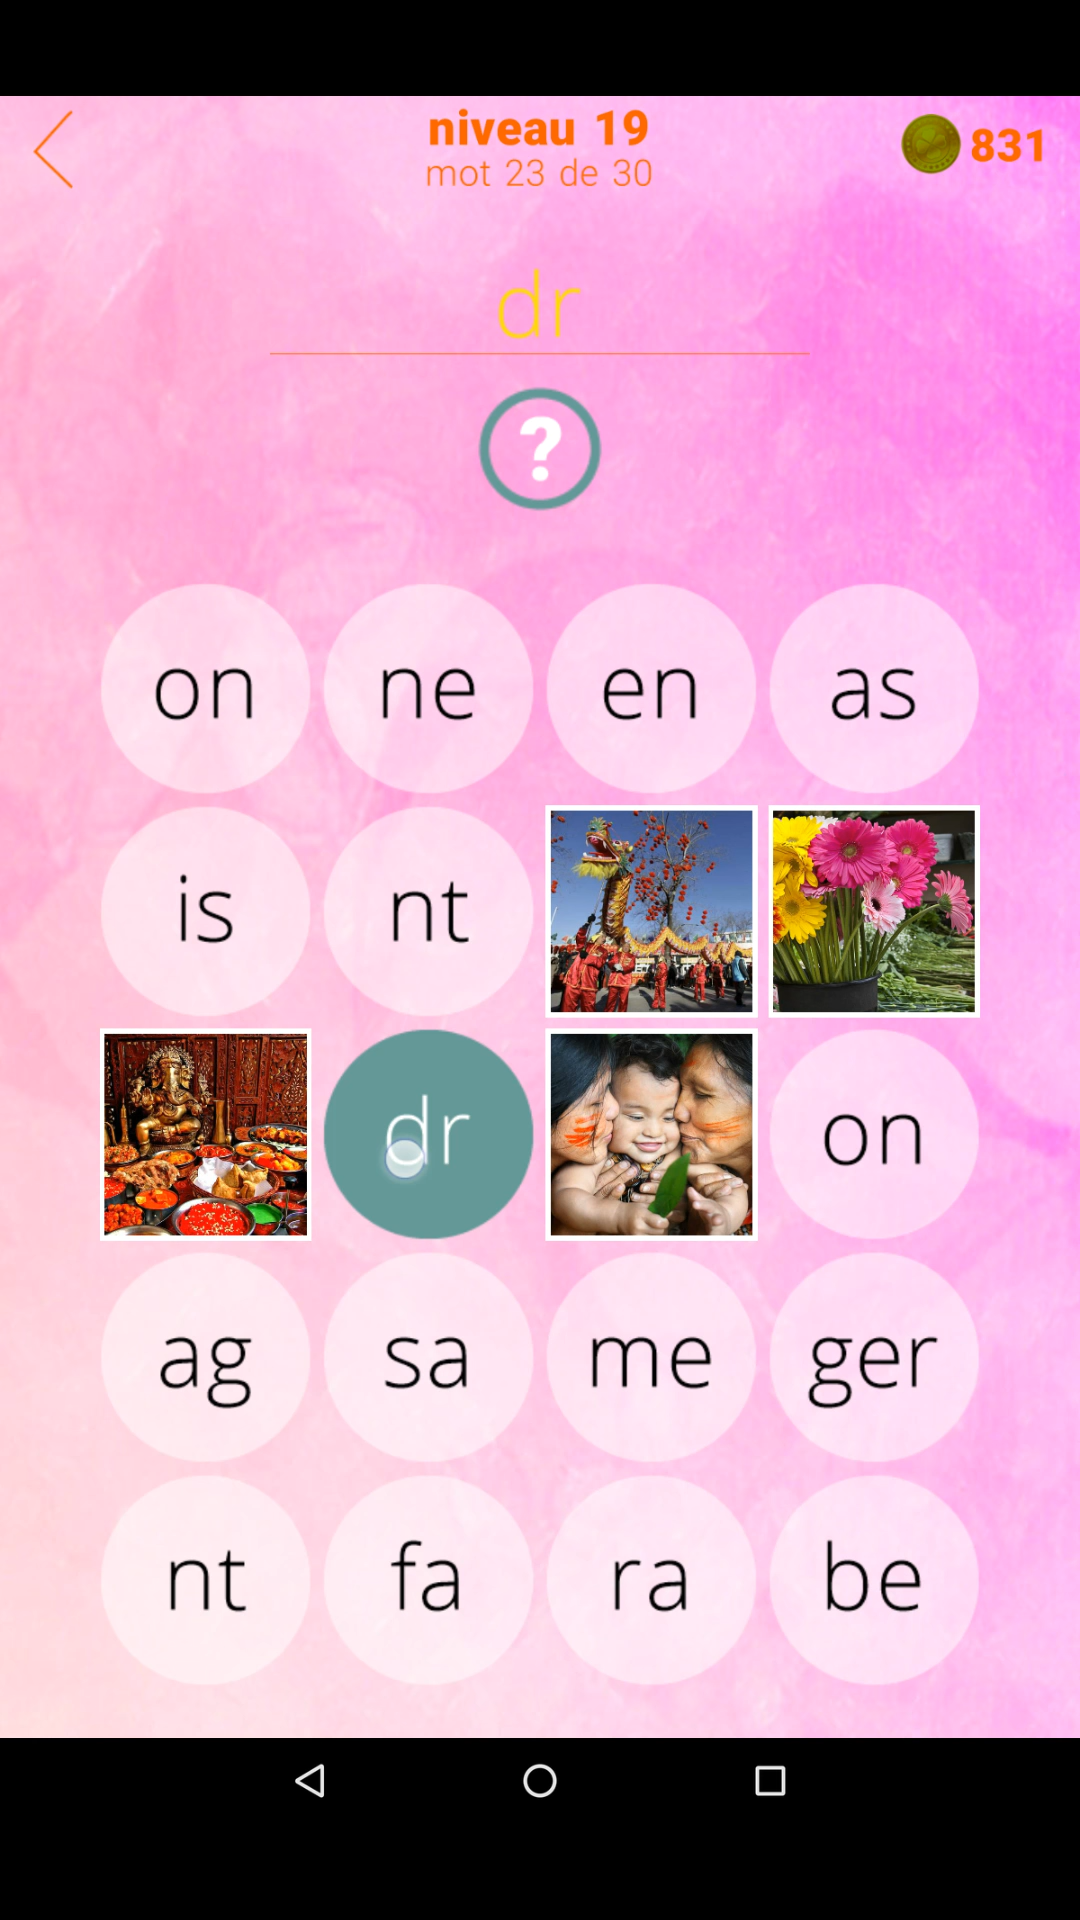 niveau 19
mot 23 de 30
831
dr
?
on ne en as
is nt
dr on
ag sa me ger
nt fa ra be